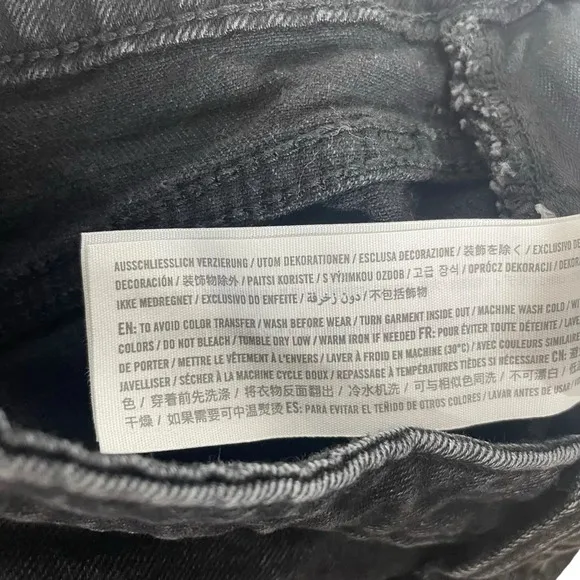 AUSSCHLIESSLICH VERZIERUNG / UTOM DEKORATIONEN / ESCLUSA DECORAZIONE / 装飾を除く / EXCLUSIVO
DECORACIÓN / 装饰物除外 / PAITSI KORISTE / S VÝJIMKOU OZDOB / 고급 장식 / OPRÓCZ DEKORACJI /
IKKE MEDREGNET / EXCLUSIVO DO ENFEITE / دون زخرفة / 不包括飾物
EN: TO AVOID COLOR TRANSFER / WASH BEFORE WEAR / TURN GARMENT INSIDE OUT / MACHINE WASH COLD /
COLORS / DO NOT BLEACH / TUMBLE DRY LOW / WARM IRON IF NEEDED FR: POUR ÉVITER TOUTE DÉTEINTE /
DE PORTER / METTRE LE VÊTEMENT À L'ENVERS / LAVER À FROID EN MACHINE (30°C) / AVEC COULEURS
JAVELLISER / SÉCHER À LA MACHINE CYCLE DOUX / REPASSAGE À TEMPÉRATURES TIÈDES SI NÉCESSAIRE CN:
色 / 穿着前先洗涤 / 将衣物反面翻出 / 冷水机洗 / 可与相似色同洗 / 不可漂白 /
干燥 / 如果需要可中温熨烫 ES: PARA EVITAR EL TEÑIDO DE OTROS COLORES / LAVAR ANTES DE